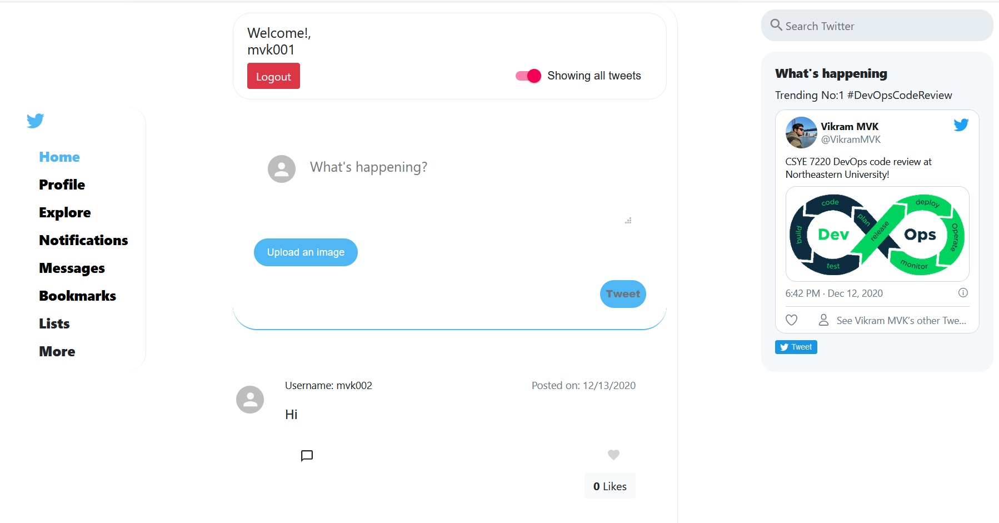 Welcome!,
mvk001
Logout
Showing all tweets
Home
Profile
Explore
Notifications
Messages
Bookmarks
Lists
More
What's happening?
Upload an image
Tweet
Username: mvk002
Posted on: 12/13/2020
Hi
0 Likes
Search Twitter
What's happening
Trending No:1 #DevOpsCodeReview
Vikram MVK
@VikramMVK
CSYE 7220 DevOps code review at
Northeastern University!
code
plan
build
test
Dev
release
deploy
Operate
monitor
Ops
6:42 PM · Dec 12, 2020
See Vikram MVK’s other Twe...
Tweet